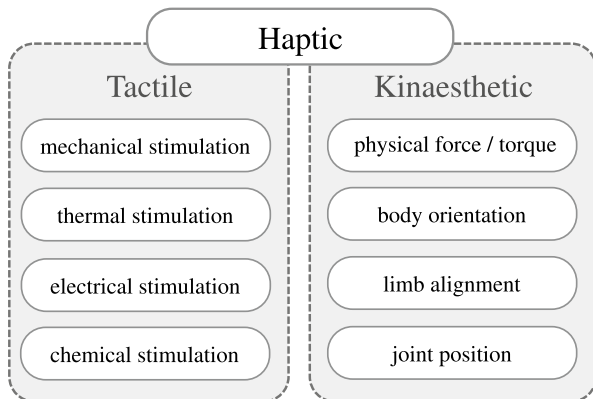 Haptic
Tactile
mechanical stimulation
thermal stimulation
electrical stimulation
chemical stimulation
Kinaesthetic
physical force / torque
body orientation
limb alignment
joint position